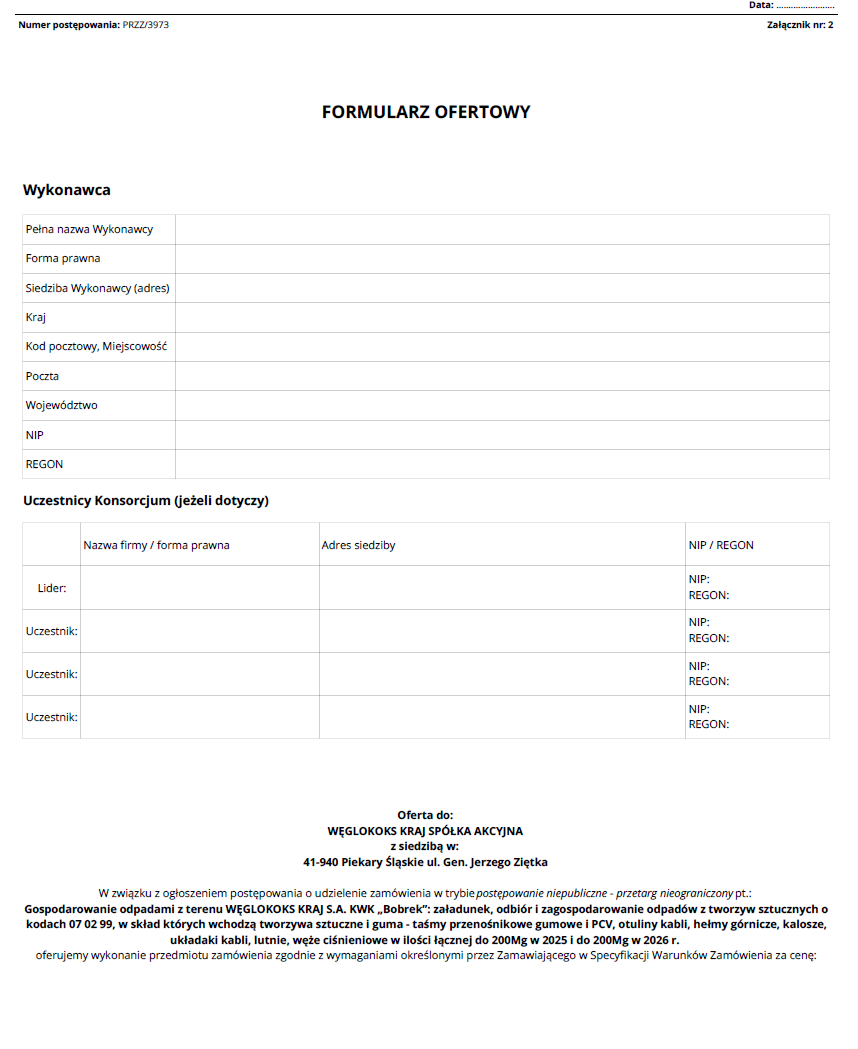 Data: ........................
Numer postępowania: PRZZ/3973
Załącznik nr: 2
FORMULARZ OFERTOWY
Wykonawca
Pełna nazwa Wykonawcy
Forma prawna
Siedziba Wykonawcy (adres)
Kraj
Kod pocztowy, Miejscowość
Poczta
Województwo
NIP
REGON
Uczestnicy Konsorcjum (jeżeli dotyczy)
Nazwa firmy / forma prawna
Adres siedziby
NIP / REGON
Lider:
NIP:
REGON:
Uczestnik:
NIP:
REGON:
Uczestnik:
NIP:
REGON:
Uczestnik:
NIP:
REGON:
Oferta do:
WĘGLOKOKS KRAJ SPÓŁKA AKCYJNA
z siedzibą w:
41-940 Piekary Śląskie ul. Gen. Jerzego Ziętka
W związku z ogłoszeniem postępowania o udzielenie zamówienia w trybie postępowanie niepubliczne - przetarg nieograniczony pt.:
Gospodarowanie odpadami z terenu WĘGLOKOKS KRAJ S.A. KWK „Bobrek”: załadunek, odbiór i zagospodarowanie odpadów z tworzyw sztucznych o
kodach 07 02 99, w skład których wchodzą tworzywa sztuczne i guma - taśmy przenośnikowe gumowe i PCV, otuliny kabli, hełmy górnicze, kalosze,
układaki kabli, lutnie, węże ciśnieniowe w ilości łącznej do 200Mg w 2025 i do 200Mg w 2026 r.
oferujemy wykonanie przedmiotu zamówienia zgodnie z wymaganiami określonymi przez Zamawiającego w Specyfikacji Warunków Zamówienia za cenę: